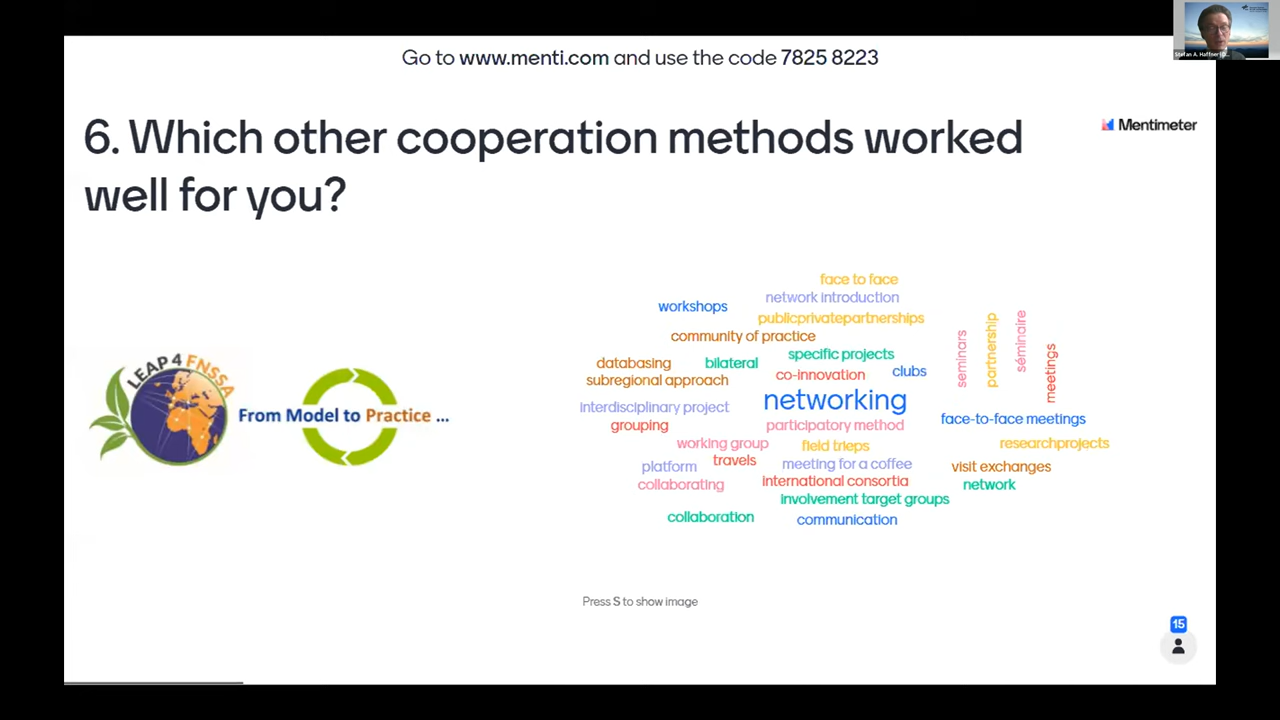 Go to www.menti.com and use the code 7825 8223
6. Which other cooperation methods worked
well for you?
Mentimeter
LEAP 4 FNSSA
From Model to Practice ...
face to face
network introduction
workshops
publicprivatepartnerships
community of practice
databasing
bilateral
specific projects
co-innovation
clubs
subregional approach
seminars
partnership
séminaire
meetings
interdisciplinary project
networking
grouping
participatory method
face-to-face meetings
working group
field trieps
researchprojects
platform
travels
meeting for a coffee
visit exchanges
collaborating
international consortia
network
involvement target groups
collaboration
communication
Press S to show image
15